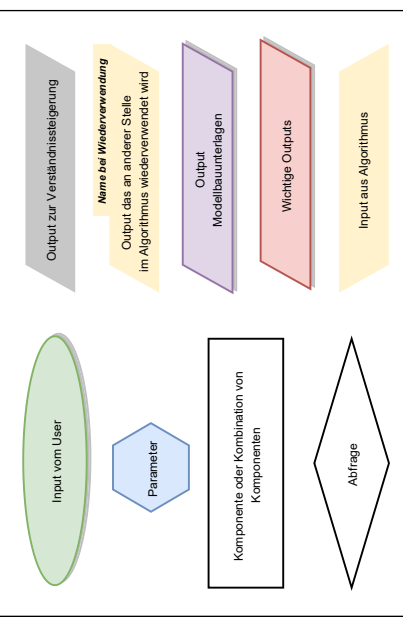 Input vom User
Parameter
Komponente oder Kombination von
Komponenten
Abfrage
Output zur Verständnissteigerung
Name bei Wiederverwendung
Output das an anderer Stelle
im Algorithmus wiederverwendet wird
Output
Modellbauunterlagen
Wichtige Outputs
Input aus Algorithmus